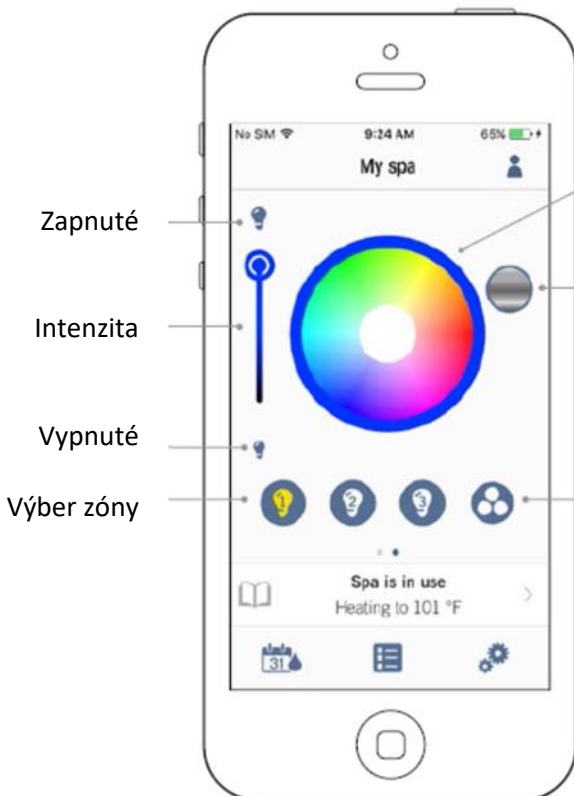 No SIM 9:24 AM 65%
My spa
Zapnuté
Intenzita
Vypnuté
Výber zóny
1 2 3
Spa is in use
Heating to 101 °F
31